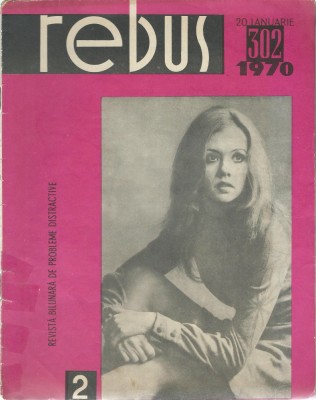 rebus
20 IANUARIE
302
1970
REVISTĂ BILUNARĂ DE PROBLEME DISTRACTIVE
2